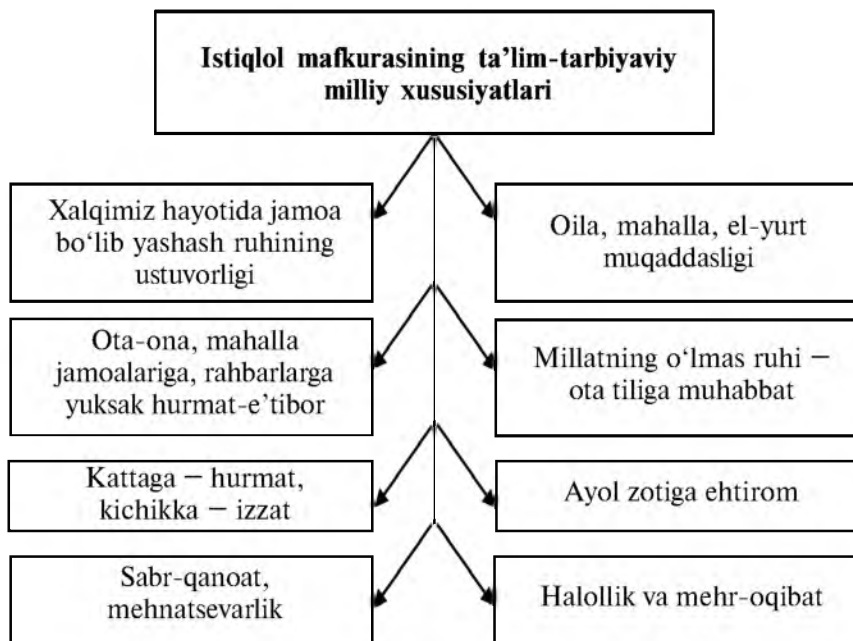 Istiqlol mafkurasining ta’lim-tarbiyaviy
milliy xususiyatlari
Xalqimiz hayotida jamoa
bo‘lib yashash ruhining
ustuvorligi
Oila, mahalla, el-yurt
muqaddasligi
Ota-ona, mahalla
jamoalariga, rahbarlarga
yuksak hurmat-e’tibor
Millatning o‘lmas ruhi —
ota tiliga muhabbat
Kattaga — hurmat,
kichikka — izzat
Ayol zotiga ehtirom
Sabr-qanoat,
mehnatsevarlik
Halollik va mehr-oqibat